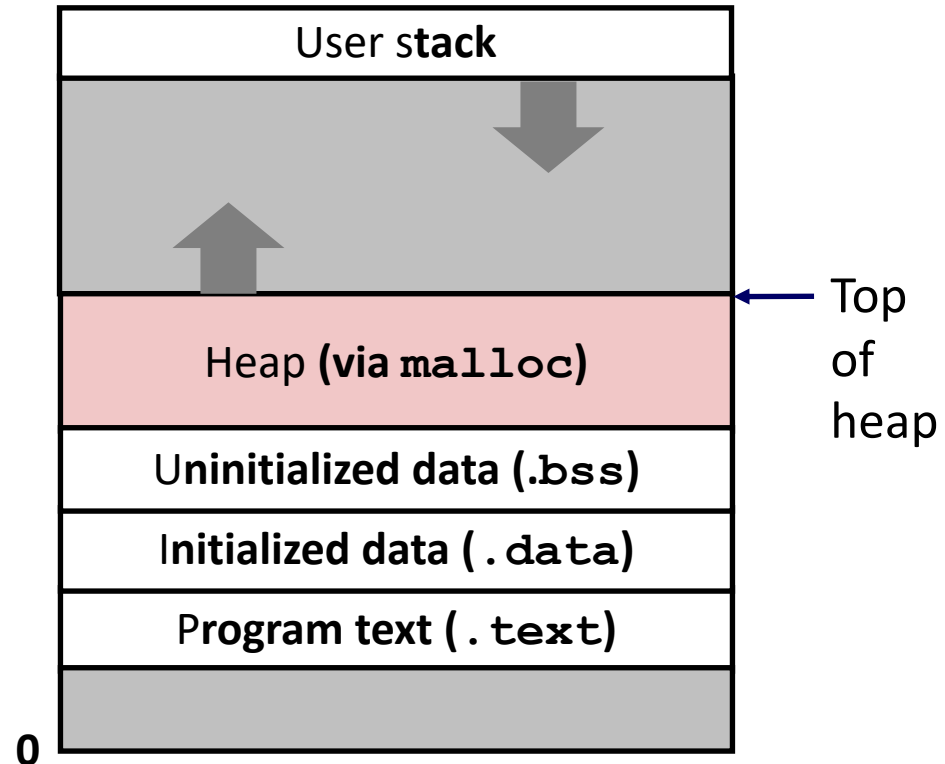 User stack
Top
of
heap
Heap (via malloc)
Uninitialized data (.bss)
Initialized data (.data)
Program text (.text)
0